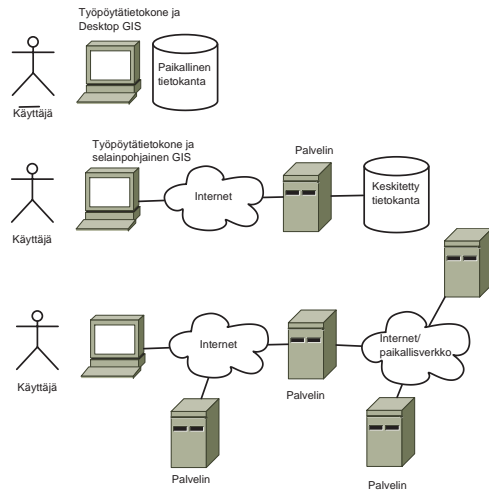 Työpöytätietokone ja
Desktop GIS
Paikallinen
tietokanta
Käyttäjä
Työpöytätietokone ja
selainpohjainen GIS
Internet
Palvelin
Keskitetty
tietokanta
Käyttäjä
Internet
Internet/
paikallisverkko
Käyttäjä
Palvelin
Palvelin
Palvelin